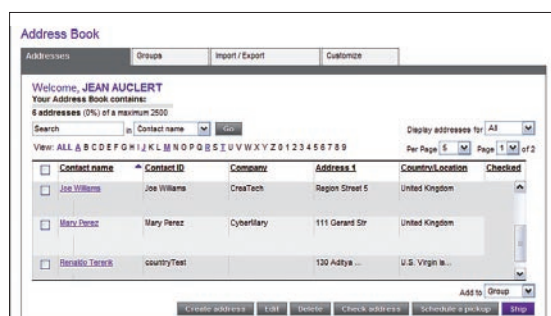 Address Book
Addresses Groups Import / Export Customize
Welcome, JEAN AUCLERT
Your Address Book contains:
6 addresses (0%) of a maximum 2500
Search in Contact name Go Display addresses for All
View: ALL A B C D E F G H I J K L M N O P Q R S T U V W X Y Z 0 1 2 3 4 5 6 7 8 9 Per Page 5 Page 1 of 2
Contact name Contact ID Company Address 1 Country/Location Checked
Joe Williams Joe Williams CreaTech Region Street 5 United Kingdom
Mary Perez Mary Perez CyberMary 111 Gerard Str United Kingdom
Renaldo countryTest 130 Aditya ... U.S. Virgin Is...
Add to Group
Create address Edit Delete Check address Schedule a pickup Ship